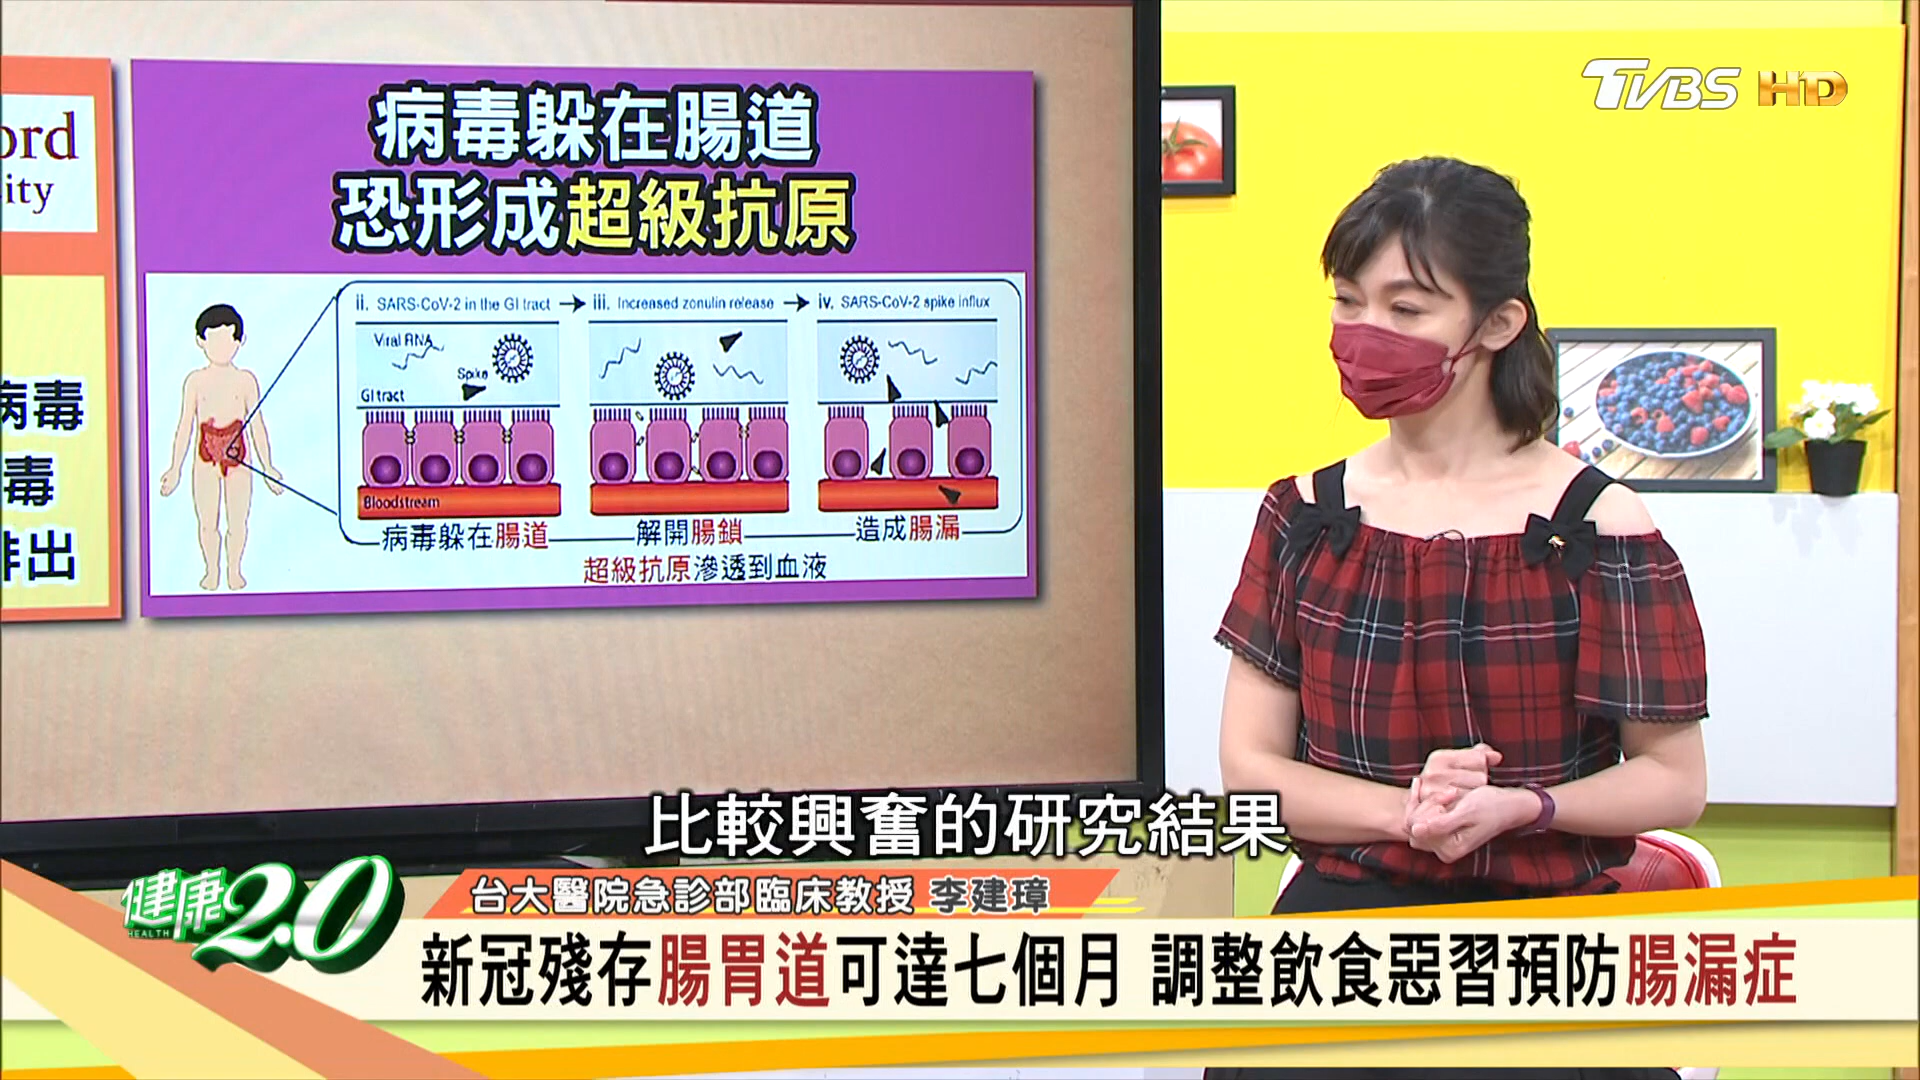 TVBS HD
ord
ity
病毒
毒
排出
病毒躲在腸道
恐形成超級抗原
ii. SARS-CoV-2 in the GI tract
iii. Increased zonulin release
iv. SARS-CoV-2 spike influx
Viral RNA
Spike
GI tract
Bloodstream
病毒躲在腸道
解開腸鎖
造成腸漏
超級抗原滲透到血液
比較興奮的研究結果
健康2.0
HEALTH
台大醫院急診部臨床教授 李建璋
新冠殘存腸胃道可達七個月 調整飲食惡習預防腸漏症